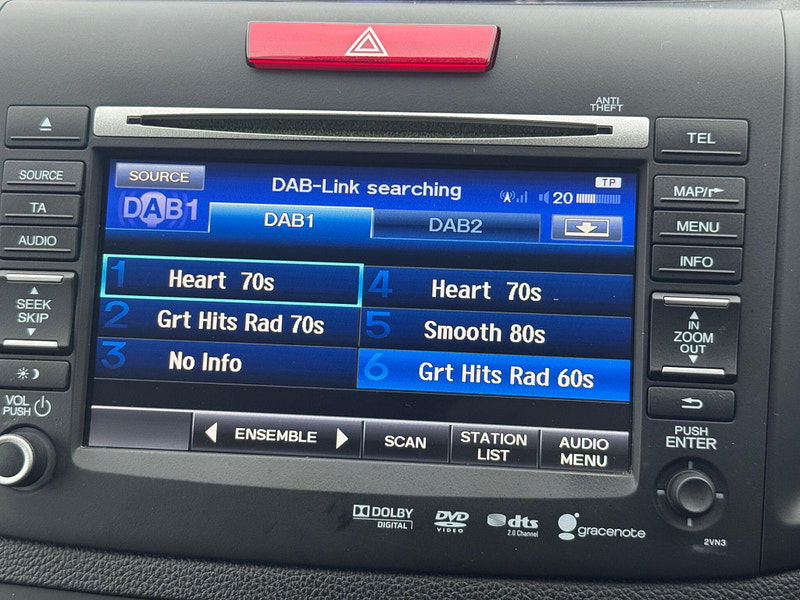 ANTI
THEFT
TEL
SOURCE
TA
AUDIO
SEEK
SKIP
VOL
PUSH
SOURCE
DAB-Link searching
TP
20
DAB1
DAB1
DAB2
1 Heart 70s
4 Heart 70s
2 Grt Hits Rad 70s
5 Smooth 80s
3 No Info
6 Grt Hits Rad 60s
ENSEMBLE
SCAN
STATION
LIST
AUDIO
MENU
MAP/
MENU
INFO
IN
ZOOM
OUT
PUSH
ENTER
DOLBY
DIGITAL
DVD
VIDEO
dts
2.0 Channel
gracenote
2VN3